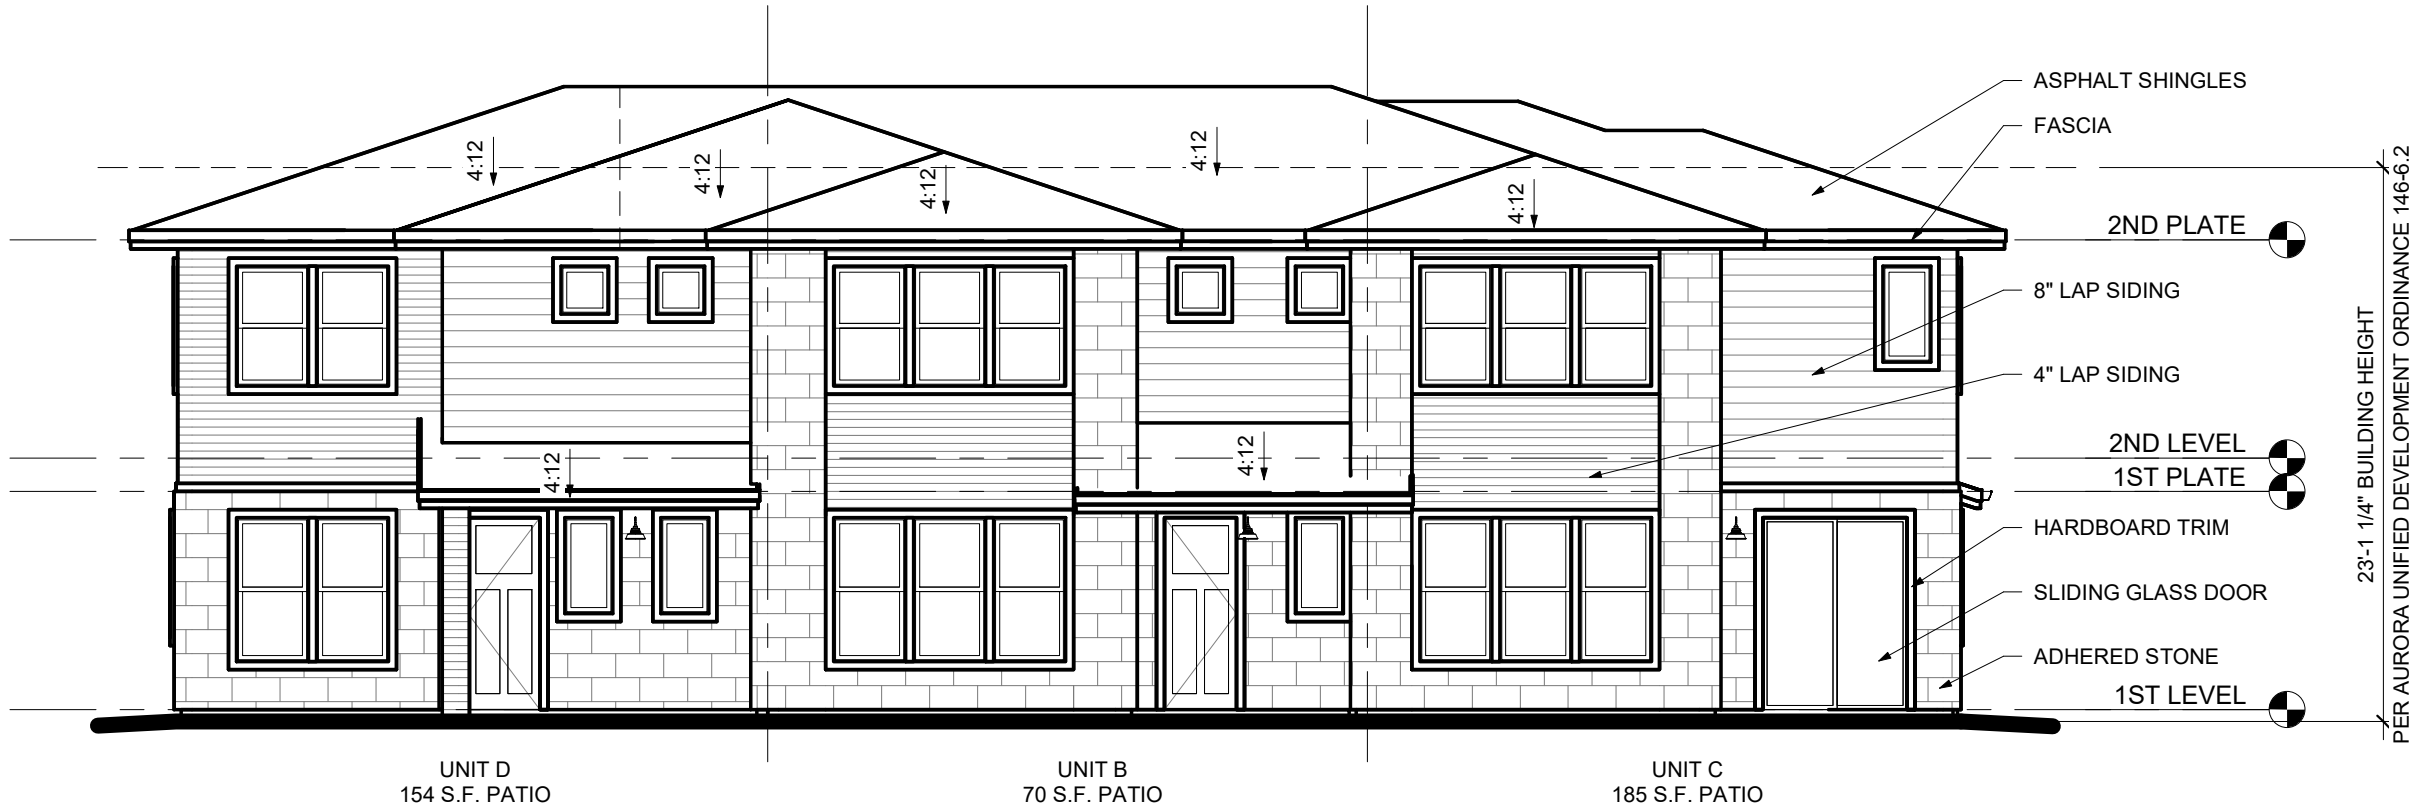 ASPHALT SHINGLES
FASCIA
4:12
4:12
4:12
4:12
4:12
2ND PLATE
8" LAP SIDING
4" LAP SIDING
4:12
4:12
2ND LEVEL
1ST PLATE
HARDBOARD TRIM
SLIDING GLASS DOOR
ADHERED STONE
1ST LEVEL
23'-1 1/4" BUILDING HEIGHT
PER AURORA UNIFIED DEVELOPMENT ORDINANCE 146-6.2
UNIT D
154 S.F. PATIO
UNIT B
70 S.F. PATIO
UNIT C
185 S.F. PATIO